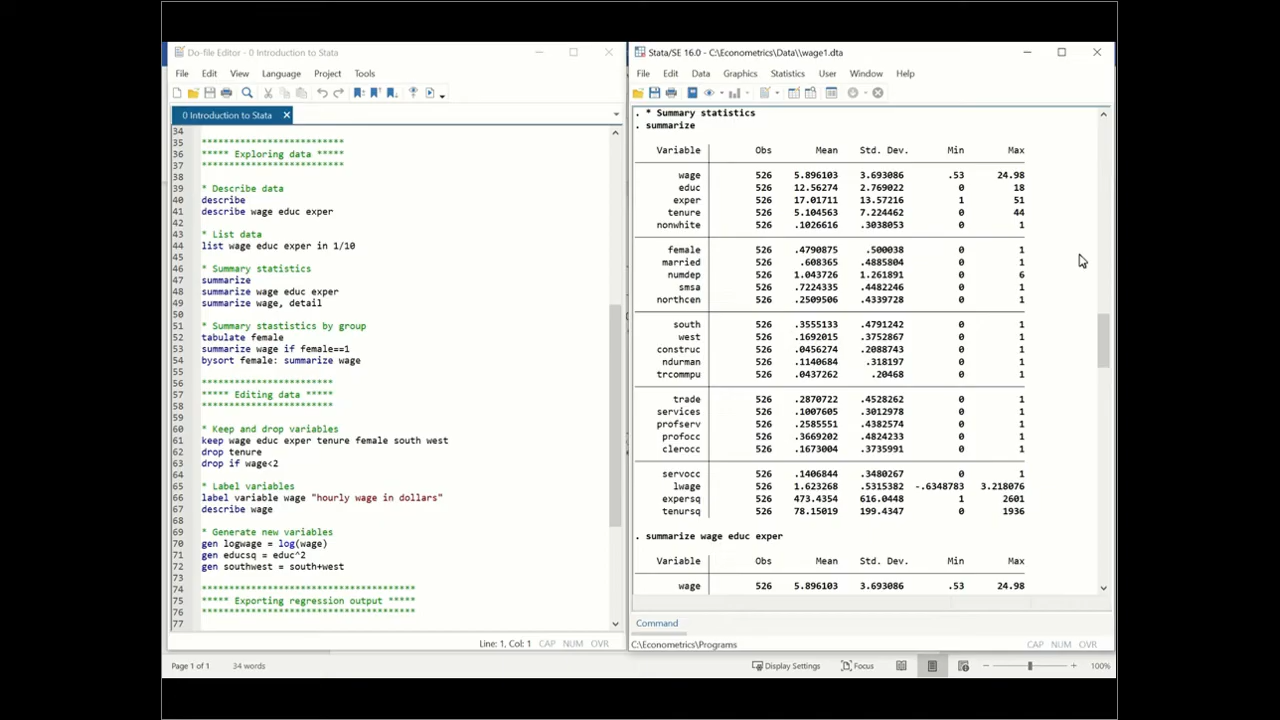 Do-file Editor - 0 Introduction to Stata
File Edit View Language Project Tools
0 Introduction to Stata
34
35 **************************
36 ***** Exploring data *****
37 **************************
38
39 * Describe data
40 describe
41 describe wage educ exper
42
43 * List data
44 list wage educ exper in 1/10
45
46 * Summary statistics
47 summarize
48 summarize wage educ exper
49 summarize wage, detail
50
51 * Summary stastistics by group
52 tabulate female
53 summarize wage if female==1
54 bysort female: summarize wage
55
56 ************************
57 ***** Editing data *****
58 ************************
59
60 * Keep and drop variables
61 keep wage educ exper tenure female south west
62 drop tenure
63 drop if wage<2
64
65 * Label variables
66 label variable wage "hourly wage in dollars"
67 describe wage
68
69 * Generate new variables
70 gen logwage = log(wage)
71 gen educsq = educ^2
72 gen southwest = south+west
73
74 ***************************************
75 ***** Exporting regression output *****
76 ***************************************
77
Line: 1, Col: 1 CAP NUM OVR
Stata/SE 16.0 - C:\Econometrics\Data\\wage1.dta
File Edit Data Graphics Statistics User Window Help
. * Summary statistics
. summarize
Variable Obs Mean Std. Dev. Min Max
wage 526 5.896103 3.693086 .53 24.98
educ 526 12.56274 2.769022 0 18
exper 526 17.01711 13.57216 1 51
tenure 526 5.104563 7.224462 0 44
nonwhite 526 .1026616 .3038053 0 1
female 526 .4790875 .500038 0 1
married 526 .608365 .4885804 0 1
numdep 526 1.043726 1.261891 0 6
smsa 526 .7224335 .4482246 0 1
northcen 526 .2509506 .4339728 0 1
south 526 .3555133 .4791242 0 1
west 526 .1692015 .3752867 0 1
construc 526 .0456274 .2088743 0 1
ndurman 526 .1140684 .318197 0 1
trcommpu 526 .0437262 .20468 0 1
trade 526 .2870722 .4528262 0 1
services 526 .1007605 .3012978 0 1
profserv 526 .2585551 .4382574 0 1
profocc 526 .3669202 .4824233 0 1
clerocc 526 .1673004 .3735991 0 1
servocc 526 .1406844 .3480267 0 1
lwage 526 1.623268 .5315382 -.6348783 3.218076
expersq 526 473.4354 616.0448 1 2601
tenursq 526 78.15019 199.4347 0 1936
. summarize wage educ exper
Variable Obs Mean Std. Dev. Min Max
wage 526 5.896103 3.693086 .53 24.98
Command
C:\Econometrics\Programs CAP NUM OVR
Page 1 of 1 34 words Display Settings Focus 100%